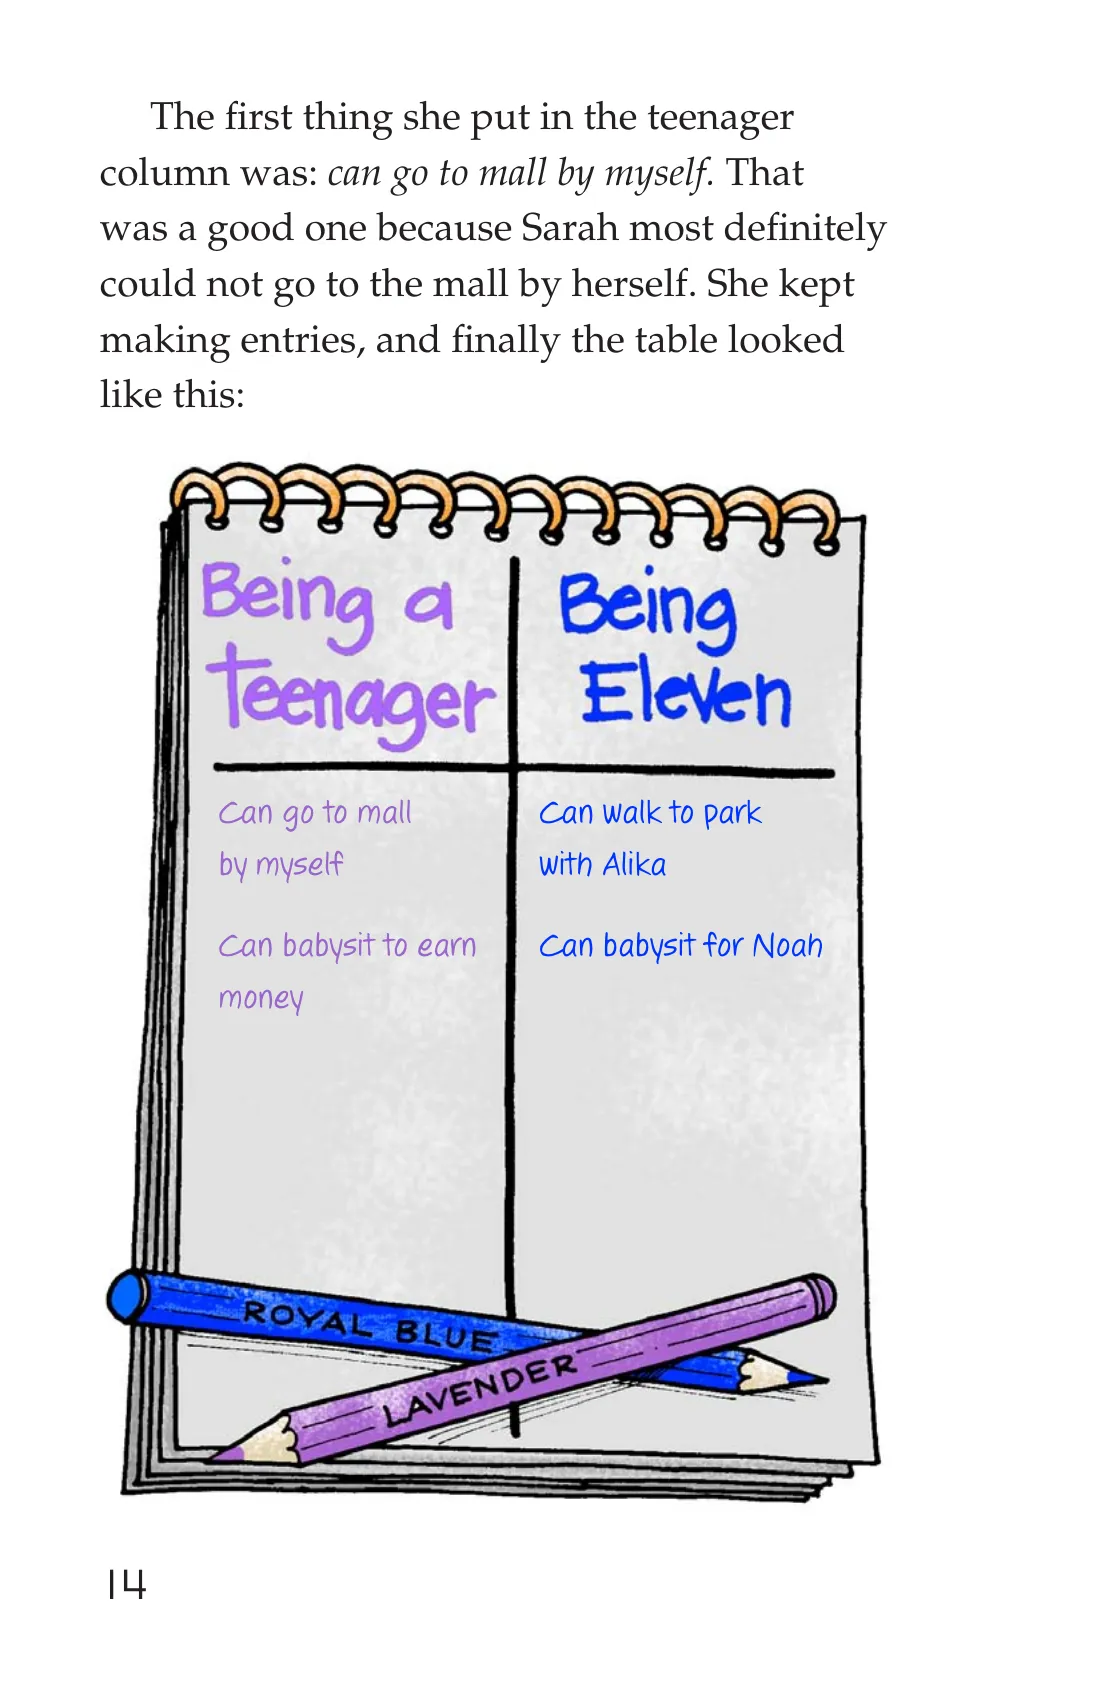 The first thing she put in the teenager
column was: can go to mall by myself. That
was a good one because Sarah most definitely
could not go to the mall by herself. She kept
making entries, and finally the table looked
like this:
Being a
Teenager
Can go to mall
by myself
Can babysit to earn
money
Being
Eleven
Can walk to park
with Alika
Can babysit for Noah
ROYAL BLUE
LAVENDER
14